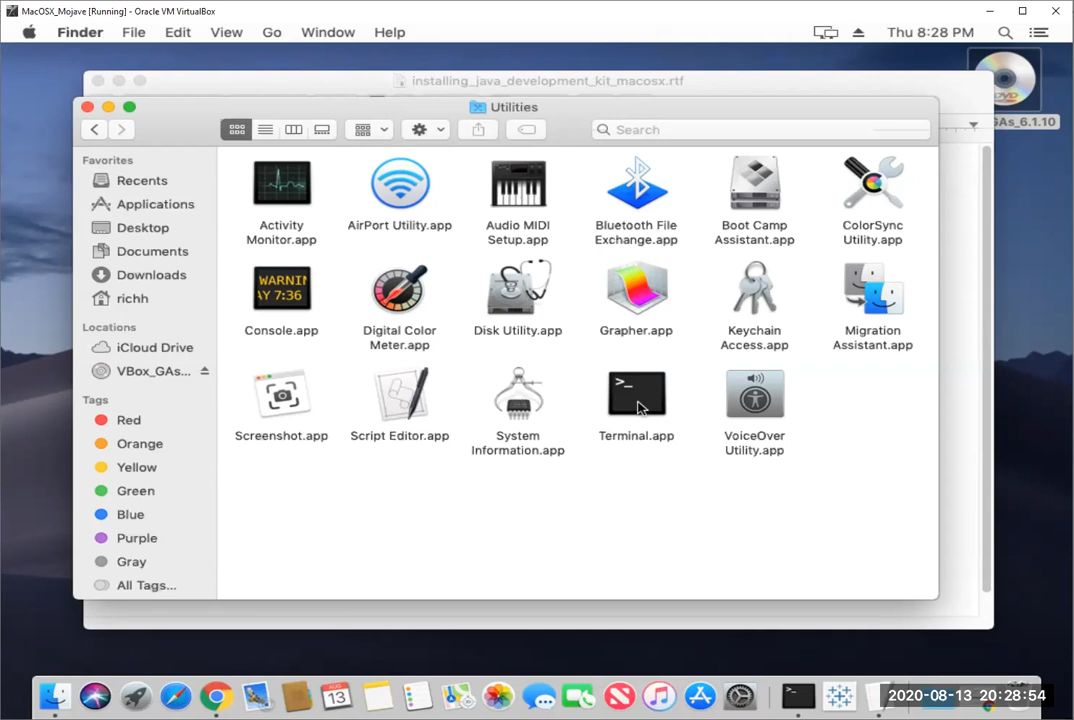 MacOSX_Mojave [Running] - Oracle VM VirtualBox
Finder File Edit View Go Window Help Thu 8:28 PM
installing_java_development_kit_macosx.rtf
Utilities
Search
GAs_6.1.10
Favorites
Recents
Applications
Desktop
Documents
Downloads
richh
Locations
iCloud Drive
VBox_GAs...
Tags
Red
Orange
Yellow
Green
Blue
Purple
Gray
All Tags...
Activity
Monitor.app
AirPort Utility.app
Audio MIDI
Setup.app
Bluetooth File
Exchange.app
Boot Camp
Assistant.app
ColorSync
Utility.app
WARNIN
AY 7:36
Console.app
Digital Color
Meter.app
Disk Utility.app
Grapher.app
Keychain
Access.app
Migration
Assistant.app
Screenshot.app
Script Editor.app
System
Information.app
>_
Terminal.app
VoiceOver
Utility.app
AUG
13
>_
2020-08-13 20:28:54